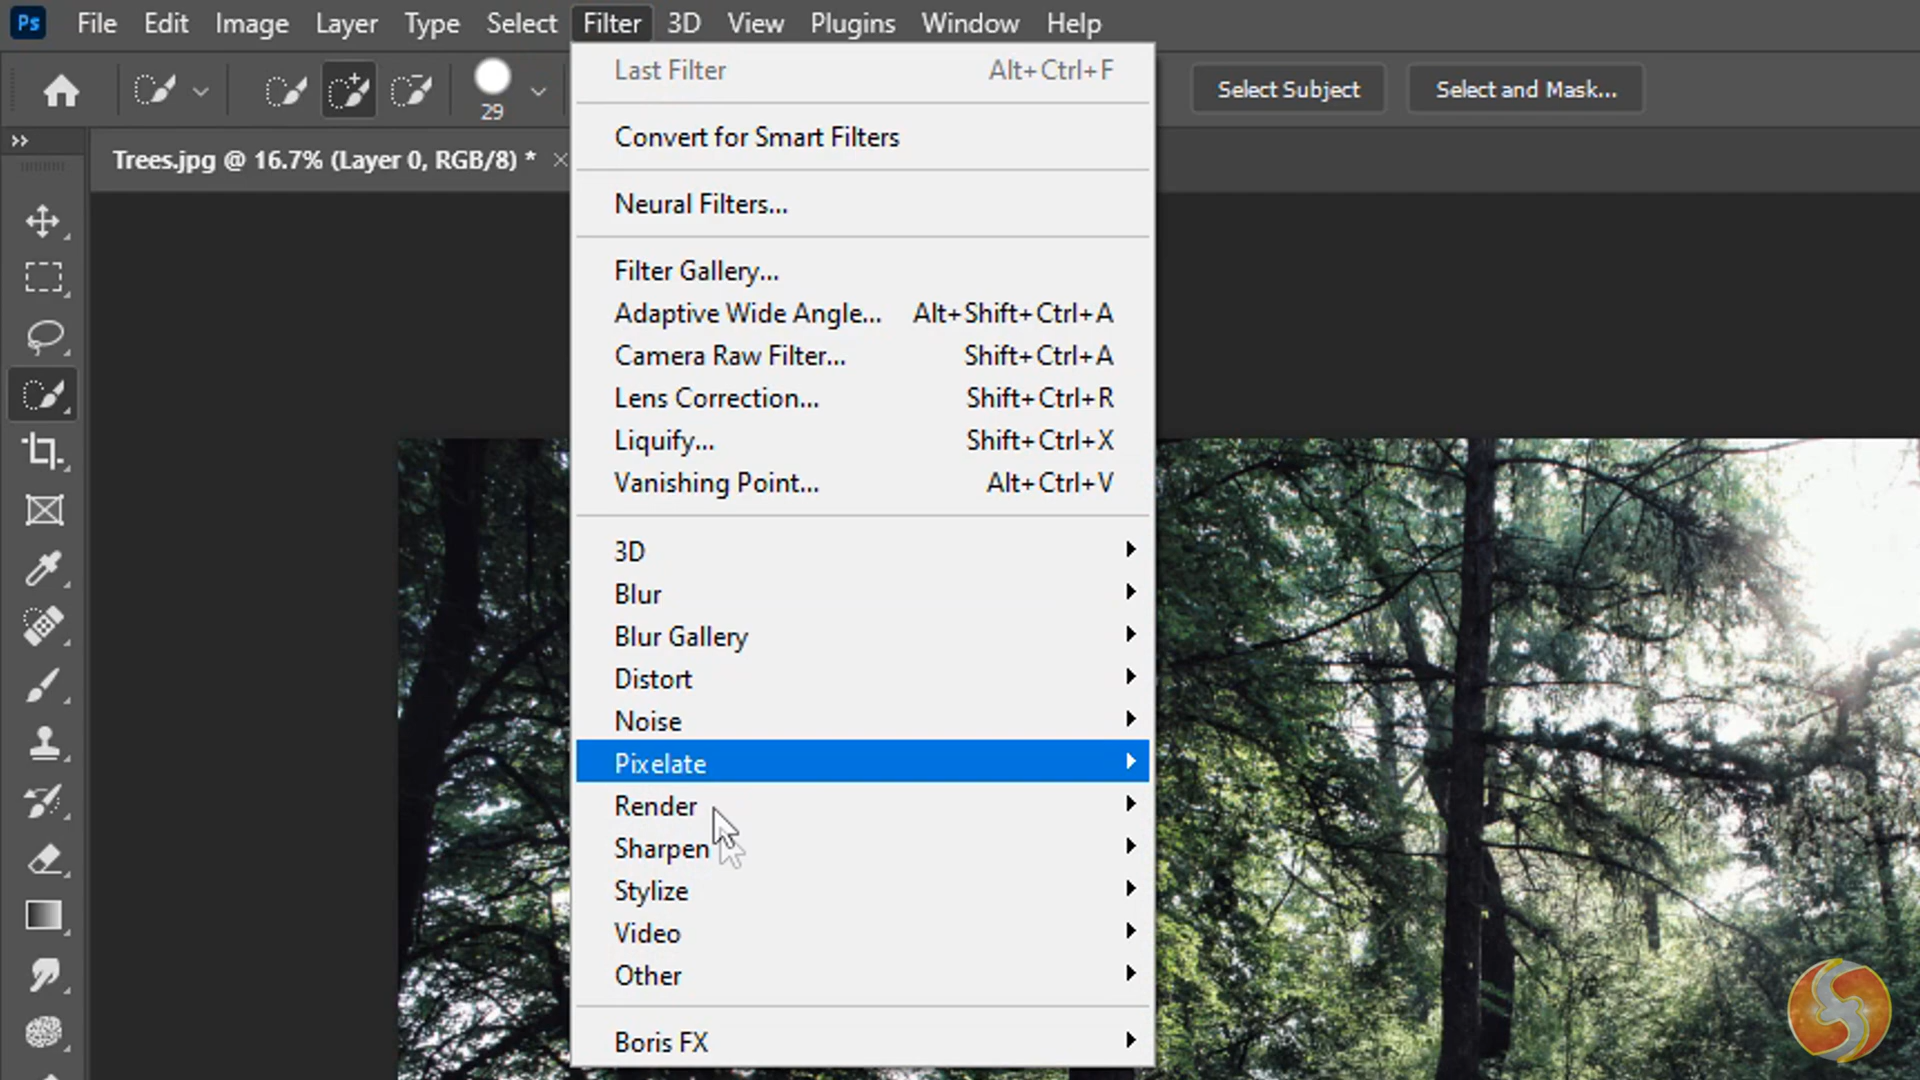 Ps File Edit Image Layer Type Select Filter 3D View Plugins Window Help
29
Select Subject Select and Mask...
Trees.jpg @ 16.7% (Layer 0, RGB/8) *
Last Filter Alt+Ctrl+F
Convert for Smart Filters
Neural Filters...
Filter Gallery...
Adaptive Wide Angle... Alt+Shift+Ctrl+A
Camera Raw Filter... Shift+Ctrl+A
Lens Correction... Shift+Ctrl+R
Liquify... Shift+Ctrl+X
Vanishing Point... Alt+Ctrl+V
3D
Blur
Blur Gallery
Distort
Noise
Pixelate
Render
Sharpen
Stylize
Video
Other
Boris FX